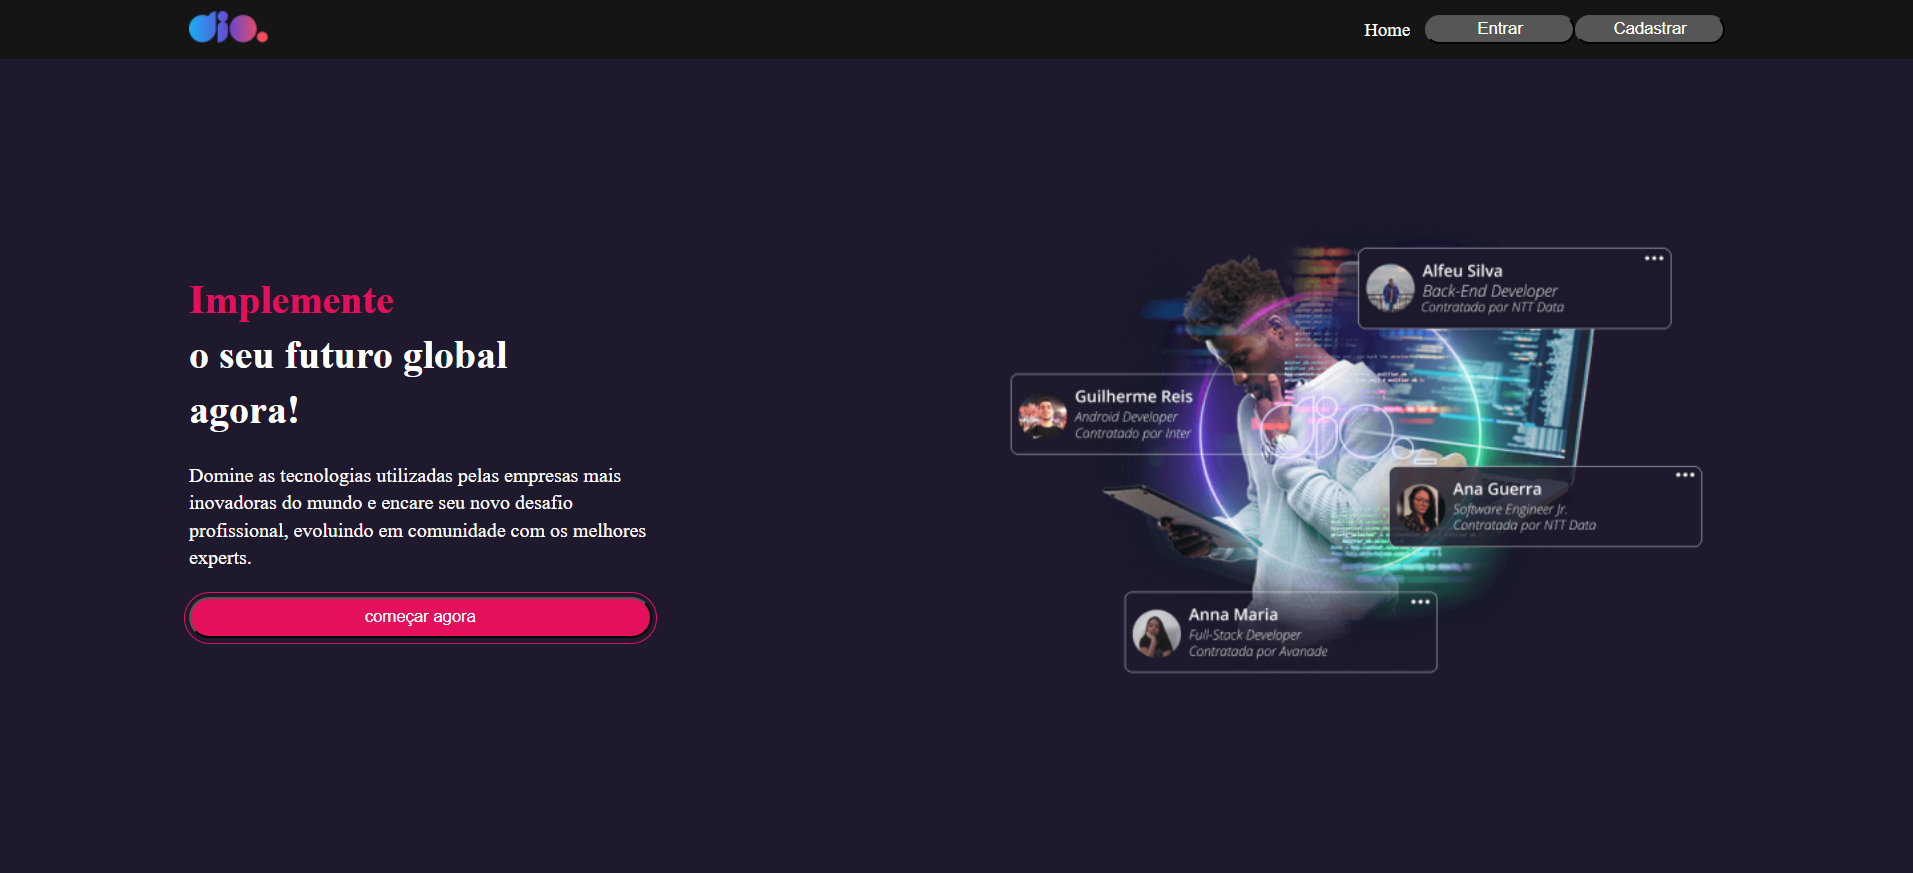 dio.
Home
Entrar
Cadastrar
Implemente
o seu futuro global
agora!
Domine as tecnologias utilizadas pelas empresas mais
inovadoras do mundo e encare seu novo desafio
profissional, evoluindo em comunidade com os melhores
experts.
começar agora
Alfeu Silva
Back-End Developer
Contratado por NTT Data
Guilherme Reis
Android Developer
Contratado por Inter
dio.
Ana Guerra
Software Engineer Jr.
Contratada por NTT Data
Anna Maria
Full-Stack Developer
Contratada por Avanade